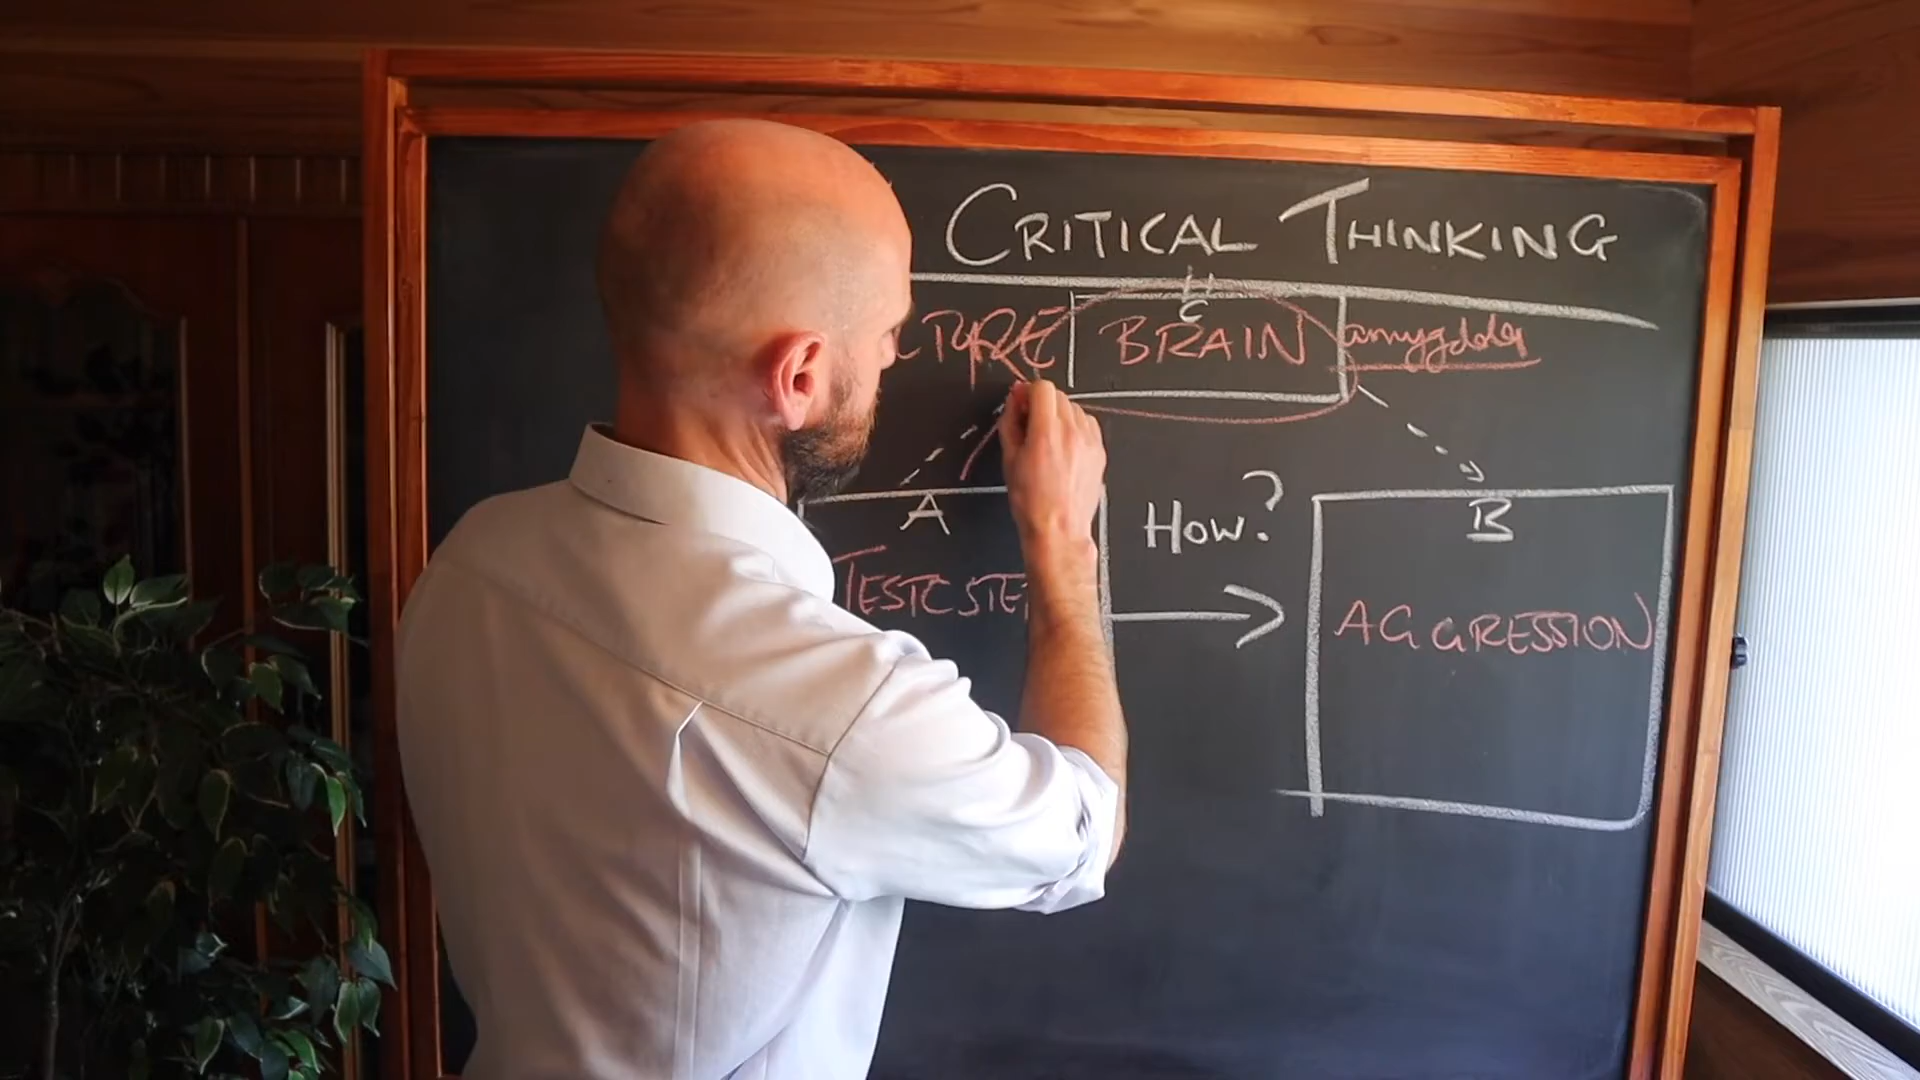 CRITICAL THINKING
C
BRAIN amygdala
A How? B
AGGRESSION